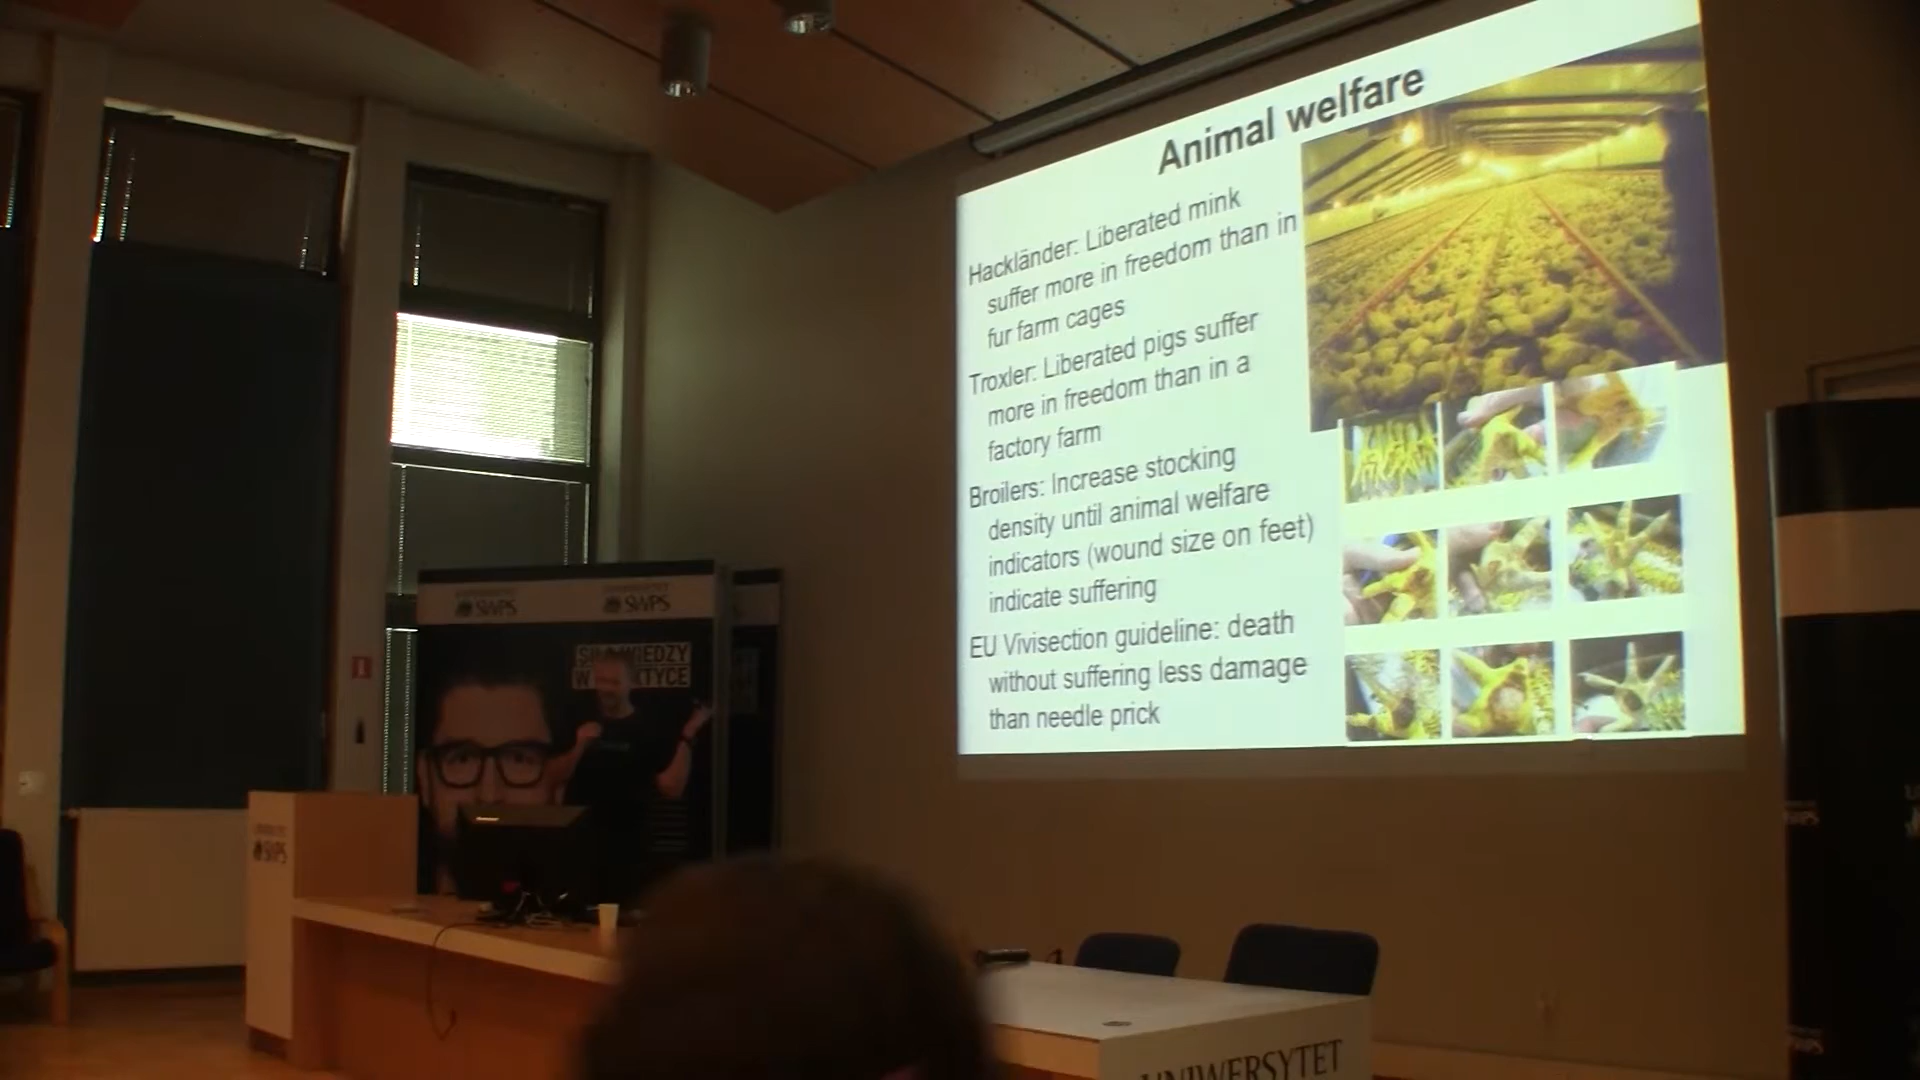 Animal welfare
Hackländer: Liberated mink
suffer more in freedom than in
fur farm cages
Troxler: Liberated pigs suffer
more in freedom than in a
factory farm
Broilers: Increase stocking
density until animal welfare
indicators (wound size on feet)
indicate suffering
EU Vivisection guideline: death
without suffering less damage
than needle prick
SWPS
SWPS
WIEDZY
SWPS
UNIWERSYTET